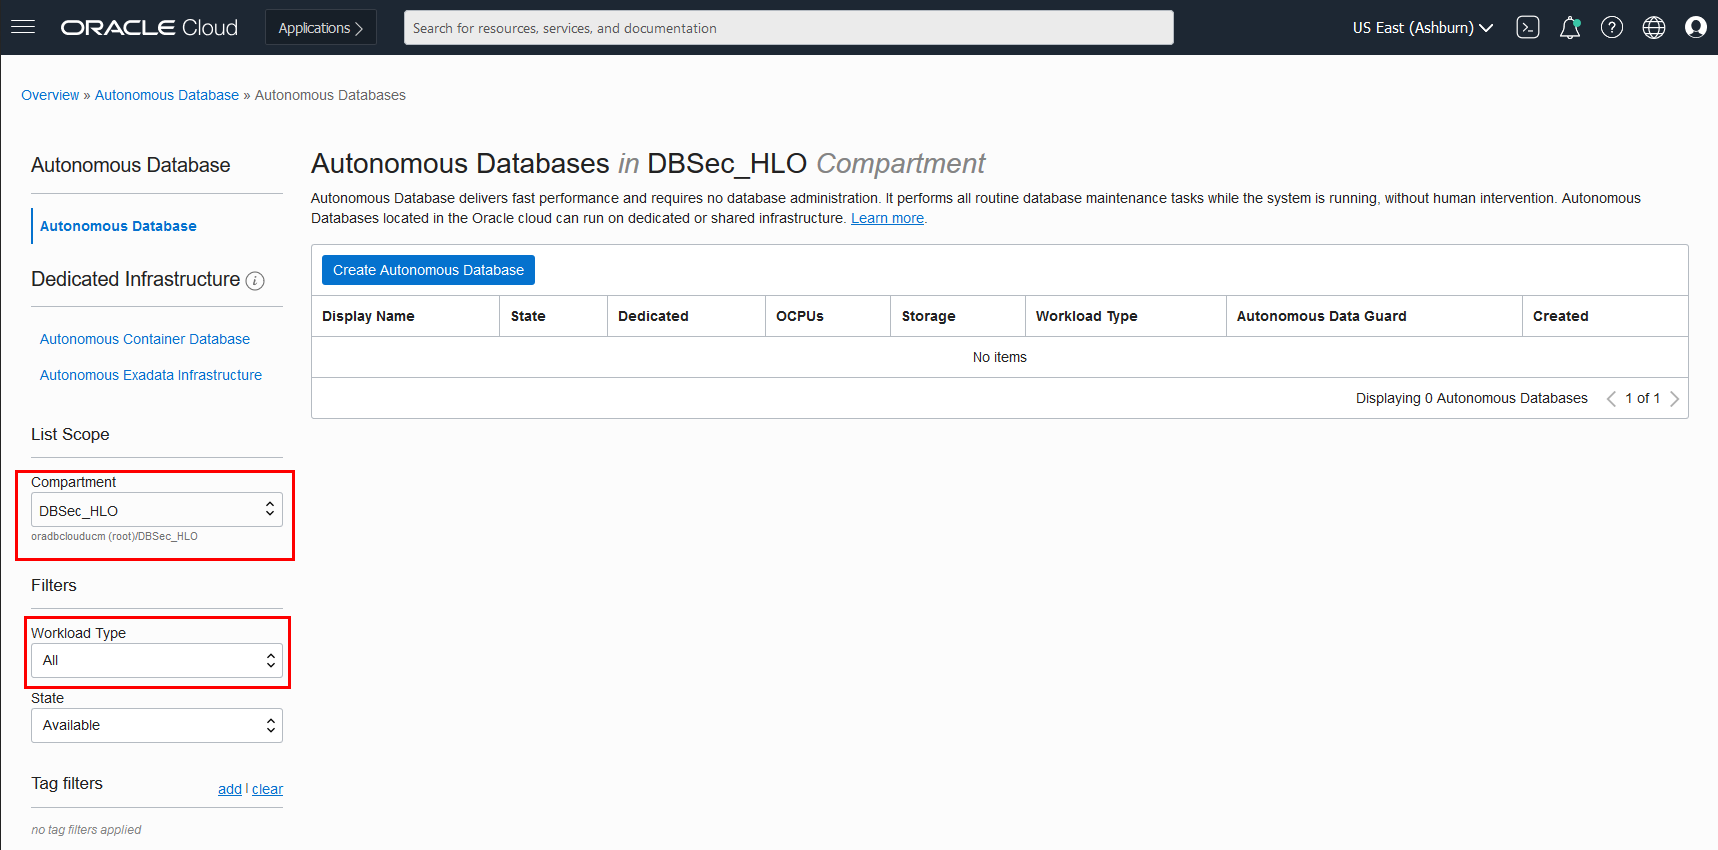 ORACLE Cloud
Applications
Search for resources, services, and documentation
US East (Ashburn)
Overview » Autonomous Database » Autonomous Databases
Autonomous Database
Autonomous Database
Dedicated Infrastructure i
Autonomous Container Database
Autonomous Exadata Infrastructure
List Scope
Compartment
DBSec_HLO
oradbclouducm (root)/DBSec_HLO
Filters
Workload Type
All
State
Available
Tag filters
add | clear
no tag filters applied
Autonomous Databases in DBSec_HLO Compartment
Autonomous Database delivers fast performance and requires no database administration. It performs all routine database maintenance tasks while the system is running, without human intervention. Autonomous
Databases located in the Oracle cloud can run on dedicated or shared infrastructure. Learn more.
Create Autonomous Database
Display Name State Dedicated OCPUs Storage Workload Type Autonomous Data Guard Created
No items
Displaying 0 Autonomous Databases 1 of 1